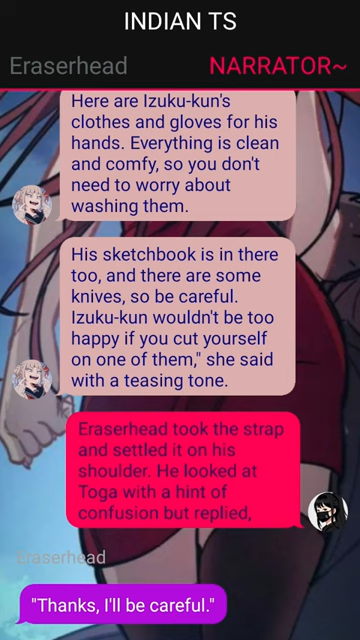 INDIAN TS
Eraserhead
NARRATOR~
Here are Izuku-kun's
clothes and gloves for his
hands. Everything is clean
and comfy, so you don't
need to worry about
washing them.
His sketchbook is in there
too, and there are some
knives, so be careful.
Izuku-kun wouldn't be too
happy if you cut yourself
on one of them," she said
with a teasing tone.
Eraserhead took the strap
and settled it on his
shoulder. He looked at
Toga with a hint of
confusion but replied,
Eraserhead
"Thanks, I'll be careful."